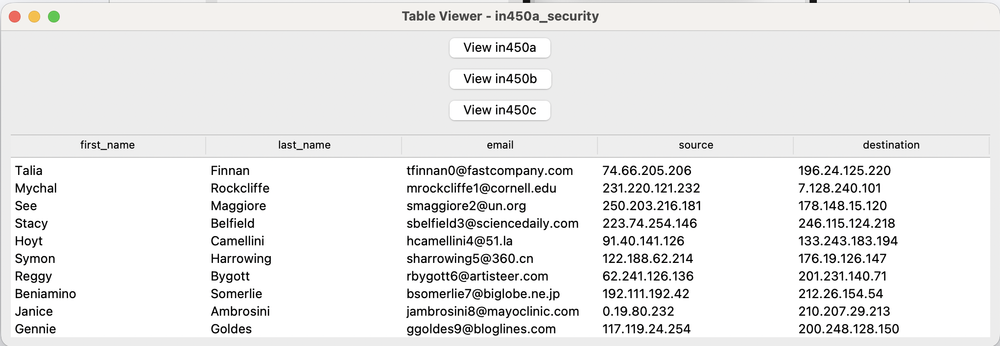 Table Viewer - in450a_security
View in450a
View in450b
View in450c
first_name last_name email source destination
Talia Finnan tfinnan0@fastcompany.com 74.66.205.206 196.24.125.220
Mychal Rockcliffe mrockcliffe1@cornell.edu 231.220.121.232 7.128.240.101
See Maggiore smaggiore2@un.org 250.203.216.181 178.148.15.120
Stacy Belfield sbelfield3@sciencedaily.com 223.74.254.146 246.115.124.218
Hoyt Camellini hcamellini4@51.la 91.40.141.126 133.243.183.194
Symon Harrowing sharrowing5@360.cn 122.188.62.214 176.19.126.147
Reggy Bygott rbygott6@artisteer.com 62.241.126.136 201.231.140.71
Beniamino Somerlie bsomerlie7@biglobe.ne.jp 192.111.192.42 212.26.154.54
Janice Ambrosini jambrosini8@mayoclinic.com 0.19.80.232 210.207.29.213
Gennie Goldes ggoldes9@bloglines.com 117.119.24.254 200.248.128.150